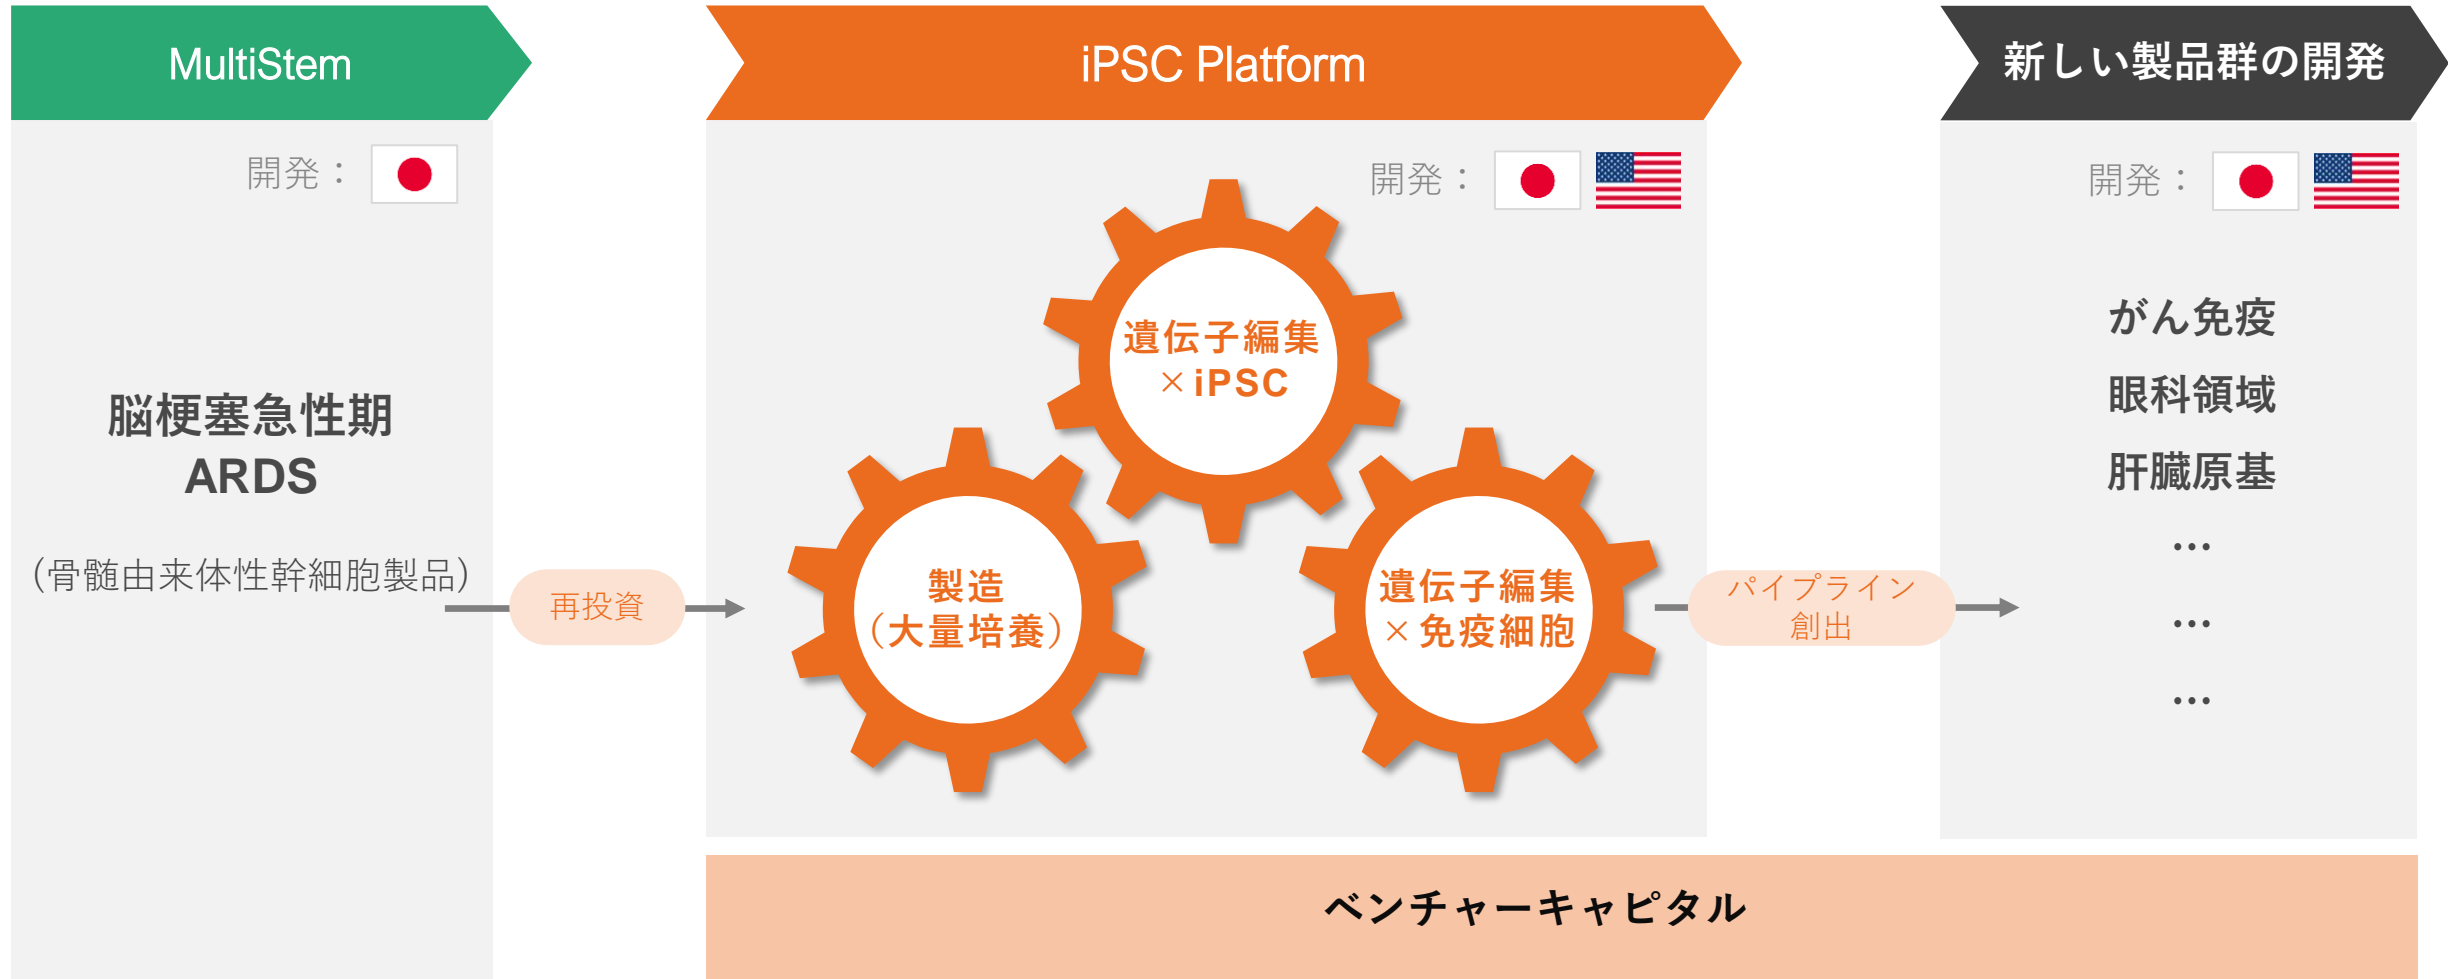 MultiStem
開発：
脳梗塞急性期
ARDS
（骨髄由来体性幹細胞製品）
再投資
iPSC Platform
開発：
遺伝子編集
×iPSC
製造
（大量培養）
遺伝子編集
×免疫細胞
パイプライン
創出
新しい製品群の開発
開発：
がん免疫
眼科領域
肝臓原基
…
…
…
ベンチャーキャピタル